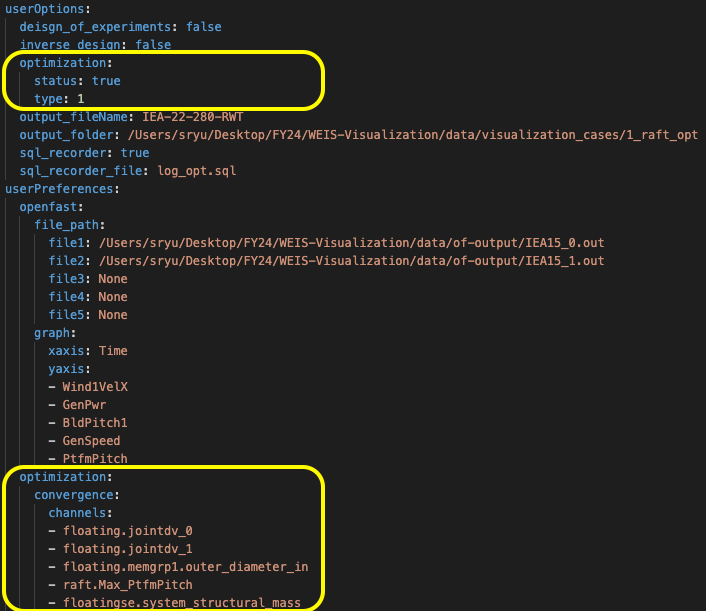 userOptions:
  deisgn_of_experiments: false
  inverse_design: false
  optimization:
    status: true
    type: 1
  output_fileName: IEA-22-280-RWT
  output_folder: /Users/sryu/Desktop/FY24/WEIS-Visualization/data/visualization_cases/1_raft_opt
  sql_recorder: true
  sql_recorder_file: log_opt.sql
userPreferences:
  openfast:
    file_path:
      file1: /Users/sryu/Desktop/FY24/WEIS-Visualization/data/of-output/IEA15_0.out
      file2: /Users/sryu/Desktop/FY24/WEIS-Visualization/data/of-output/IEA15_1.out
      file3: None
      file4: None
      file5: None
    graph:
      xaxis: Time
      yaxis:
      - Wind1VelX
      - GenPwr
      - BldPitch1
      - GenSpeed
      - PtfmPitch
  optimization:
    convergence:
      channels:
      - floating.jointdv_0
      - floating.jointdv_1
      - floating.memgrp1.outer_diameter_in
      - raft.Max_PtfmPitch
      - floatingse.system_structural_mass